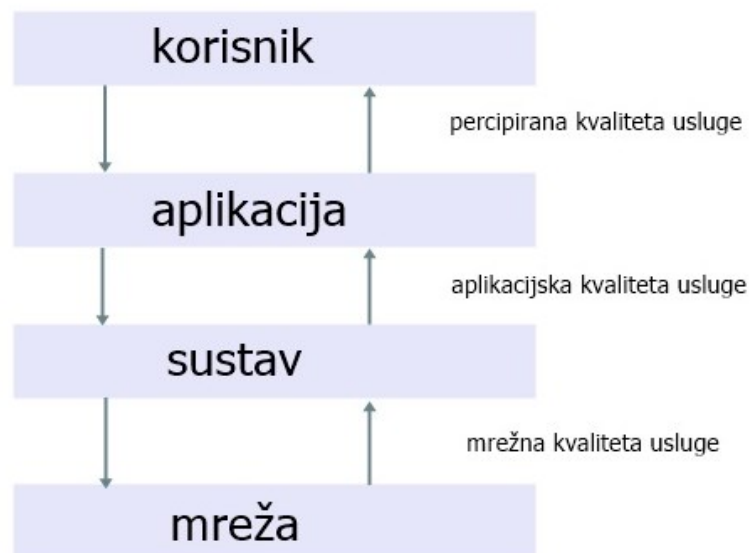 korisnik
percipirana kvaliteta usluge
aplikacija
aplikacijska kvaliteta usluge
sustav
mrežna kvaliteta usluge
mreža